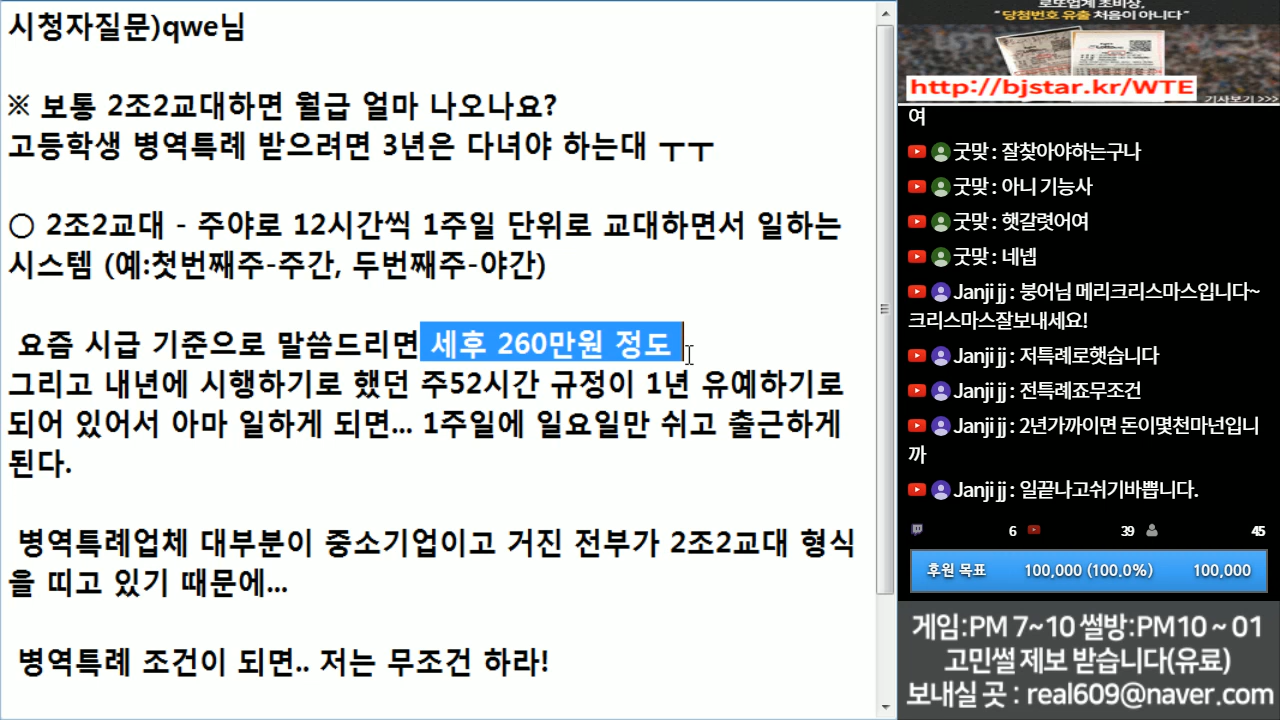 시청자질문)qwe님
※ 보통 2조2교대하면 월급 얼마 나오나요?
고등학생 병역특례 받으려면 3년은 다녀야 하는대 ㅜㅜ
○ 2조2교대 - 주야로 12시간씩 1주일 단위로 교대하면서 일하는
시스템 (예:첫번째주-주간, 두번째주-야간)
요즘 시급 기준으로 말씀드리면 세후 260만원 정도
그리고 내년에 시행하기로 했던 주52시간 규정이 1년 유예하기로
되어 있어서 아마 일하게 되면... 1주일에 일요일만 쉬고 출근하게
된다.
병역특례업체 대부분이 중소기업이고 거진 전부가 2조2교대 형식
을 띠고 있기 때문에...
병역특례 조건이 되면.. 저는 무조건 하라!
로또업계 초비상,
"당첨번호 유출 처음이 아니다"
http://bjstar.kr/WTE
기사보기 >>>
여
굿맞 : 잘찾아야하는구나
굿맞 : 아니 기능사
굿맞 : 햇갈렷어여
굿맞 : 네넵
Janji jj : 붕어님 메리크리스마스입니다~
크리스마스잘보내세요!
Janji jj : 저특례로햇습니다
Janji jj : 전특례죠무조건
Janji jj : 2년가까이면 돈이몇천마넌입니
까
Janji jj : 일끝나고쉬기바쁩니다.
6 39 45
후원 목표 100,000 (100.0%) 100,000
게임:PM 7~10 썰방:PM10 ~ 01
고민썰 제보 받습니다(유료)
보내실 곳 : real609@naver.com